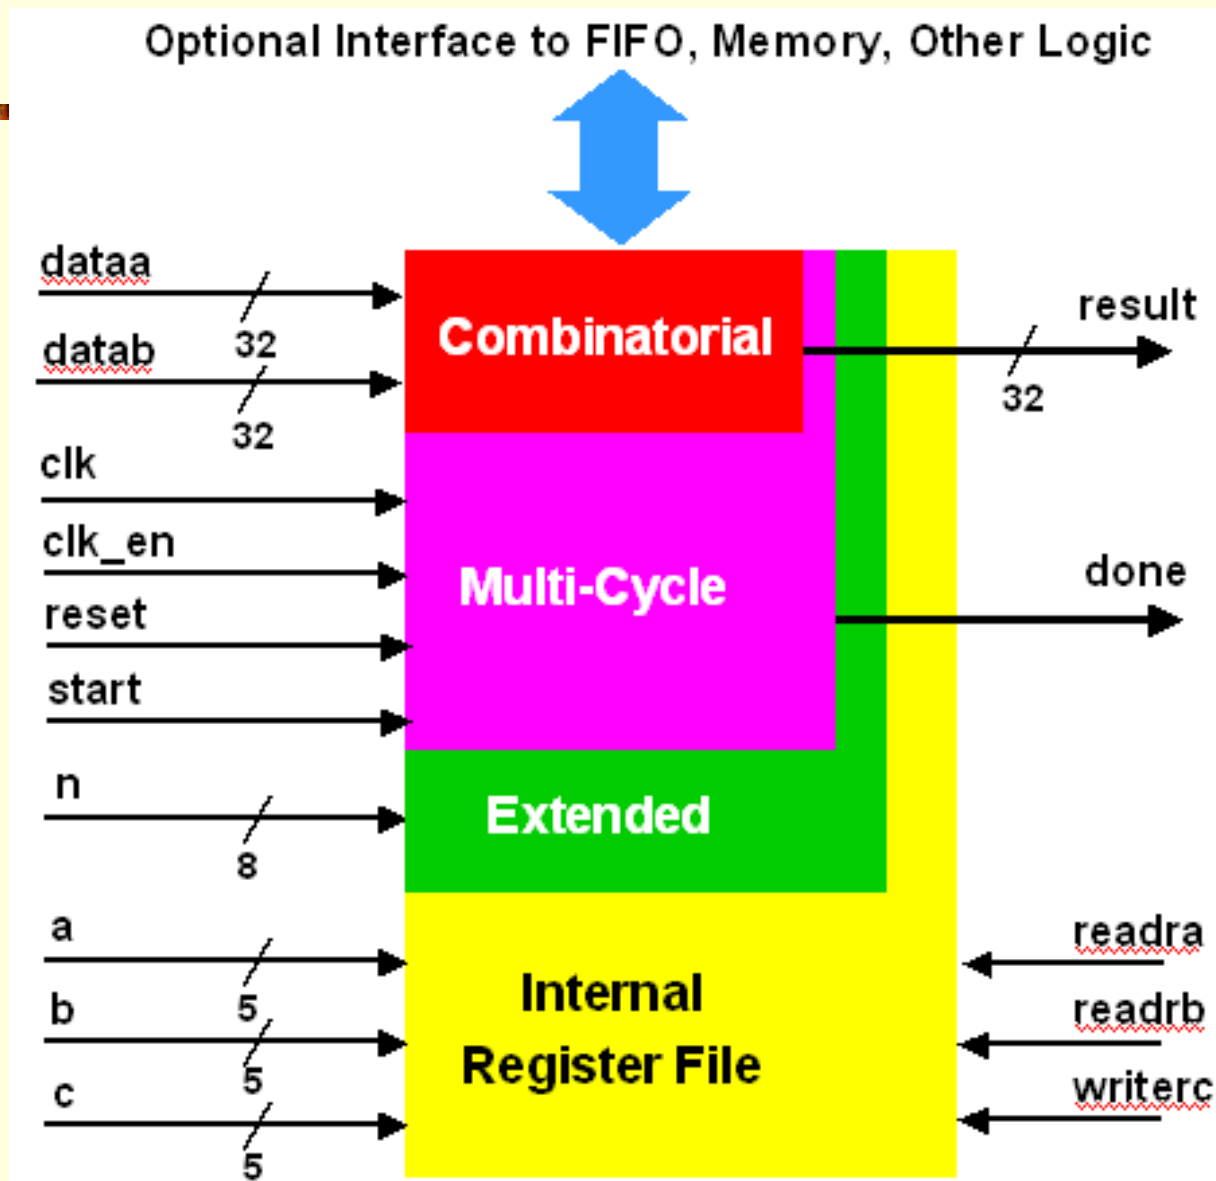 Optional Interface to FIFO, Memory, Other Logic
dataa
32
datab
32
clk
clk_en
reset
start
n
8
a
5
b
5
c
5
Combinatorial
Multi-Cycle
Extended
Internal
Register File
result
32
done
readra
readrb
writerc